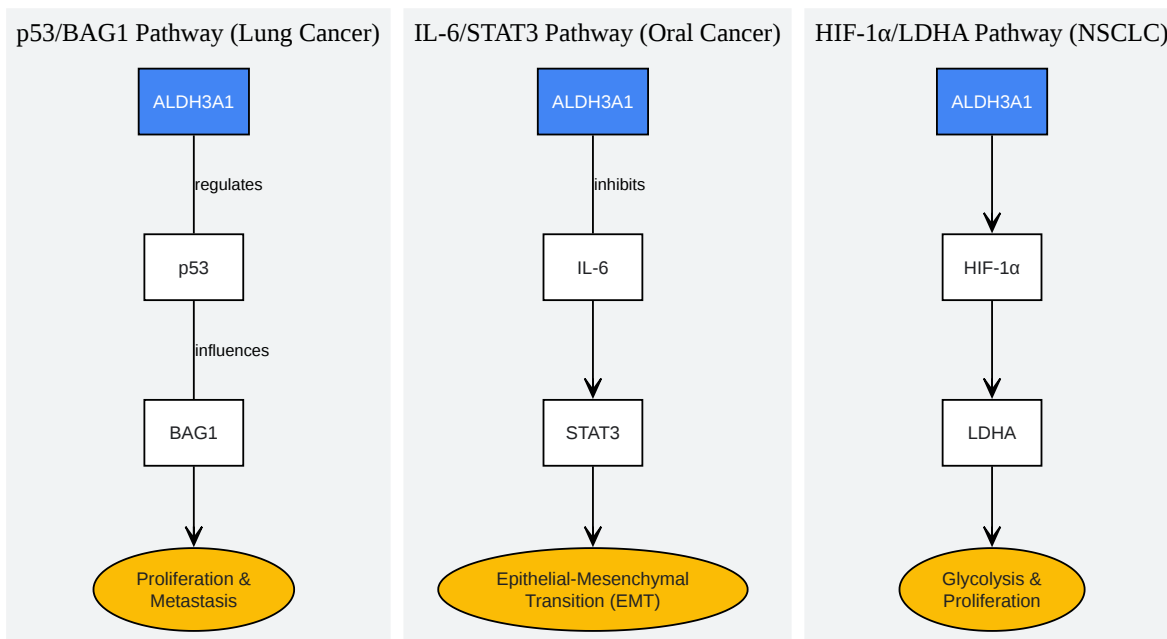 p53/BAG1 Pathway (Lung Cancer)
ALDH3A1
regulates
p53
influences
BAG1
Proliferation &
Metastasis
IL-6/STAT3 Pathway (Oral Cancer)
ALDH3A1
inhibits
IL-6
STAT3
Epithelial-Mesenchymal
Transition (EMT)
HIF-1α/LDHA Pathway (NSCLC)
ALDH3A1
HIF-1α
LDHA
Glycolysis &
Proliferation